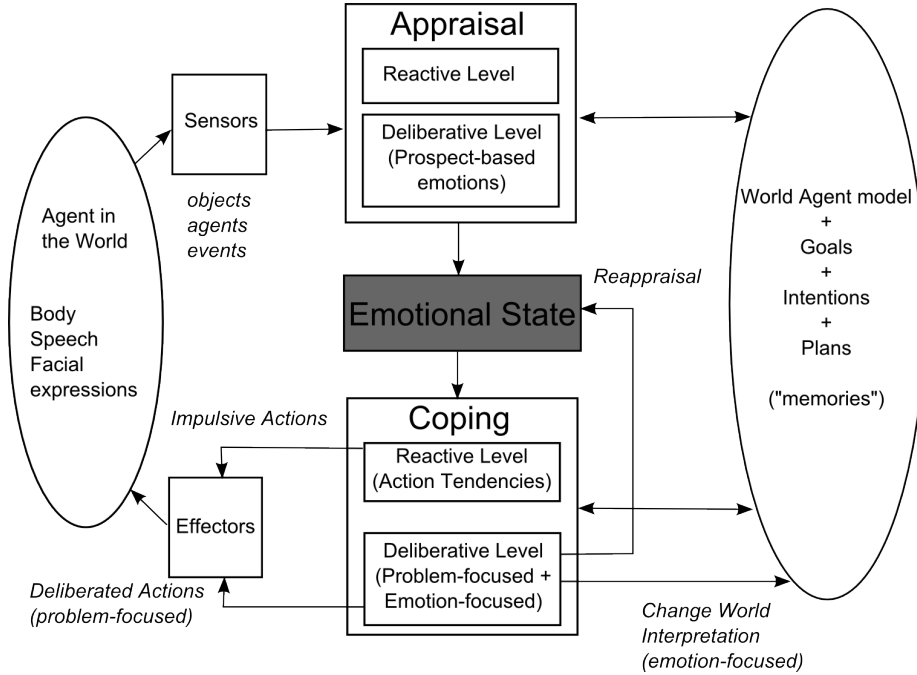 Appraisal
Reactive Level
Deliberative Level
(Prospect-based
emotions)
Sensors
objects
agents
events
Agent in
the World
Body
Speech
Facial
expressions
World Agent model
+
Goals
+
Intentions
+
Plans
("memories")
Reappraisal
Emotional State
Coping
Impulsive Actions
Reactive Level
(Action Tendencies)
Effectors
Deliberative Level
(Problem-focused +
Emotion-focused)
Deliberated Actions
(problem-focused)
Change World
Interpretation
(emotion-focused)